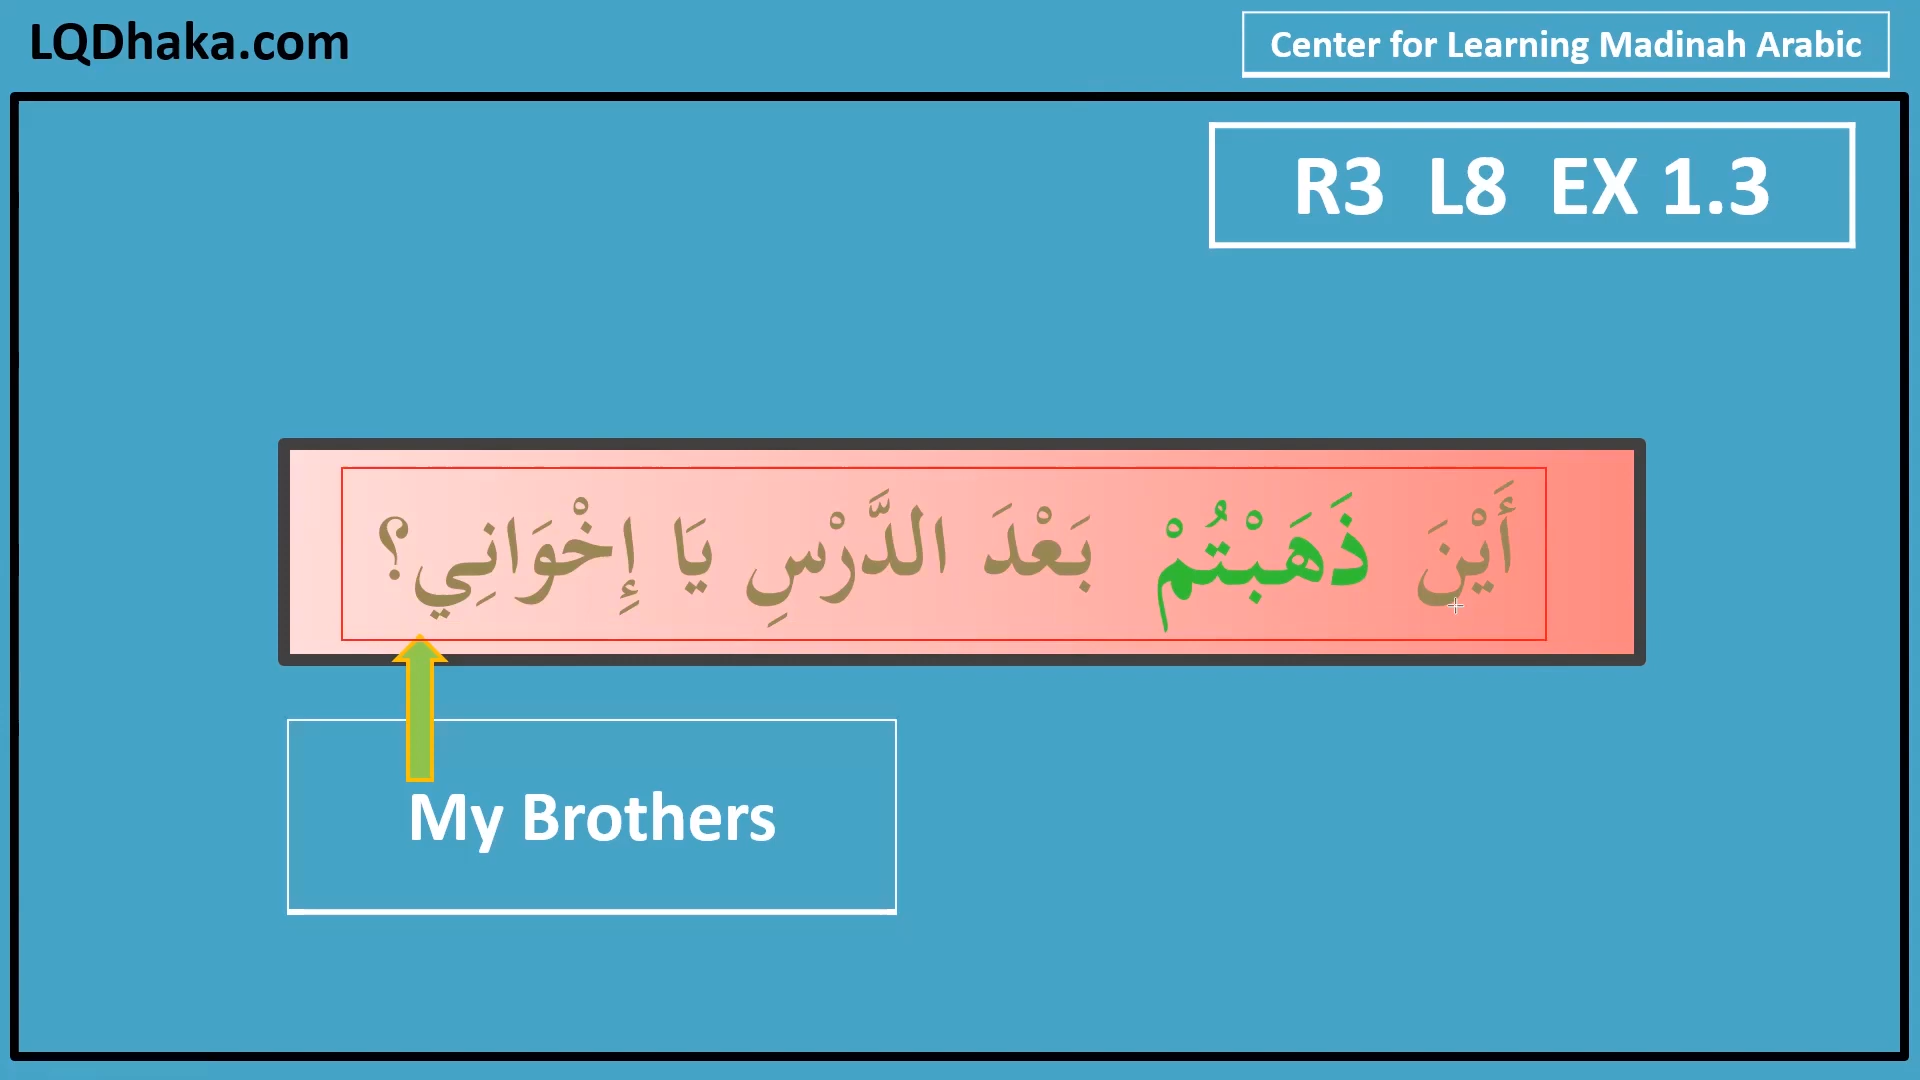 LQDhaka.com
Center for Learning Madinah Arabic
R3 L8 EX 1.3
أَيْنَ ذَهَبْتُمْ بَعْدَ الدَّرْسِ يَا إِخْوَانِي؟
My Brothers